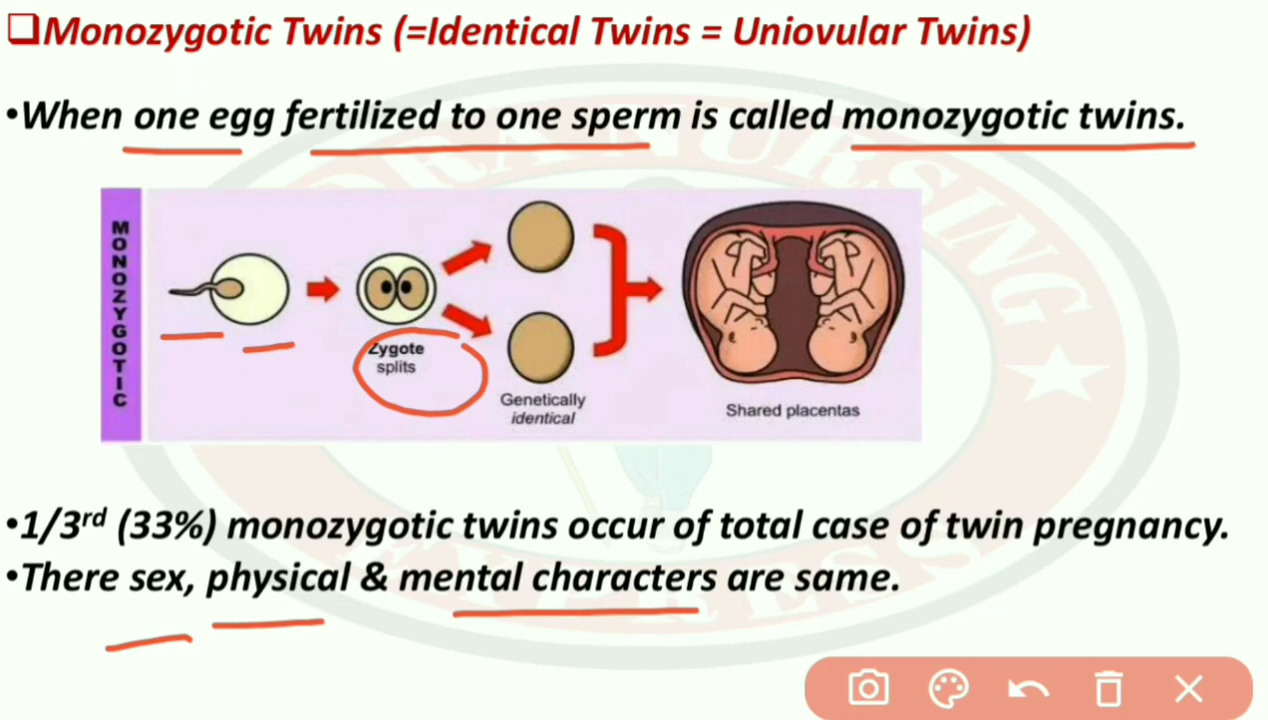 ❑Monozygotic Twins (=Identical Twins = Uniovular Twins)
•When one egg fertilized to one sperm is called monozygotic twins.
MONOZYGOTIC
Zygote
splits
Genetically
identical
Shared placentas
•1/3rd (33%) monozygotic twins occur of total case of twin pregnancy.
•There sex, physical & mental characters are same.